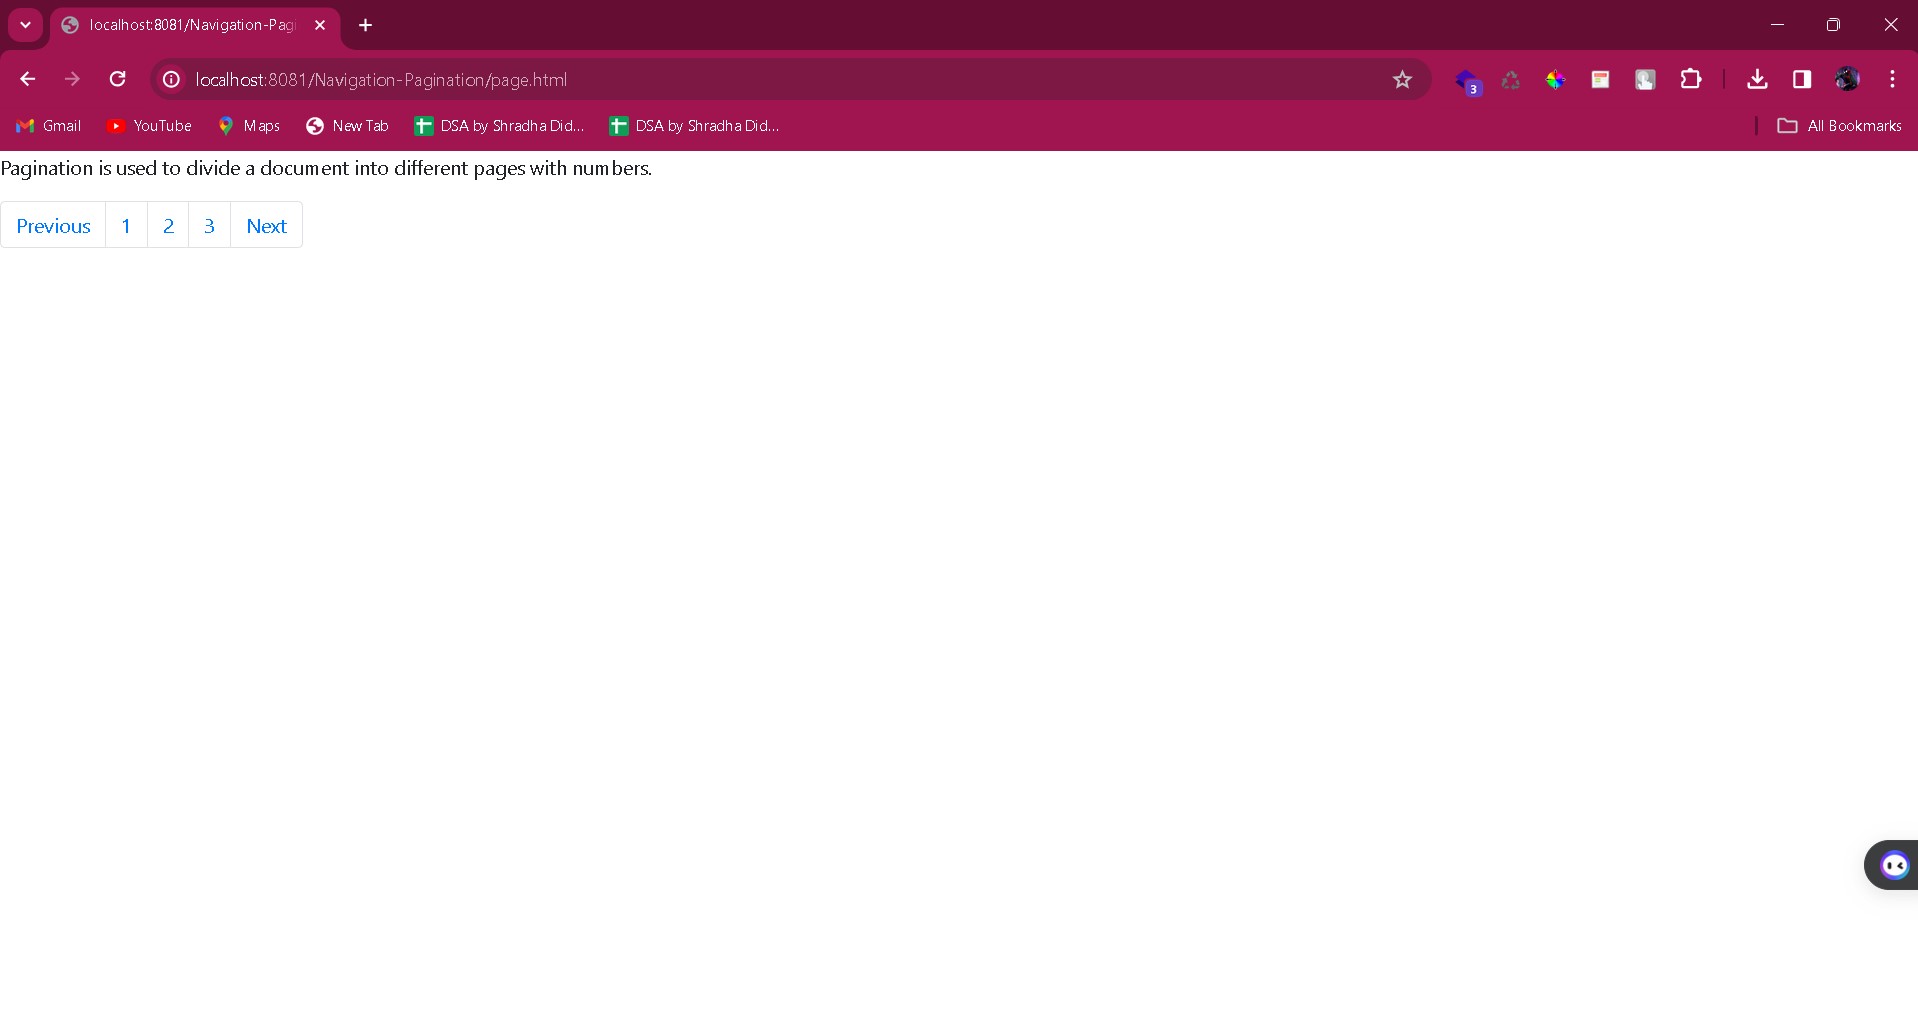 localhost:8081/Navigation-Pagi
localhost:8081/Navigation-Pagination/page.html
3
Gmail YouTube Maps New Tab DSA by Shradha Did... DSA by Shradha Did... All Bookmarks
Pagination is used to divide a document into different pages with numbers.
Previous 1 2 3 Next